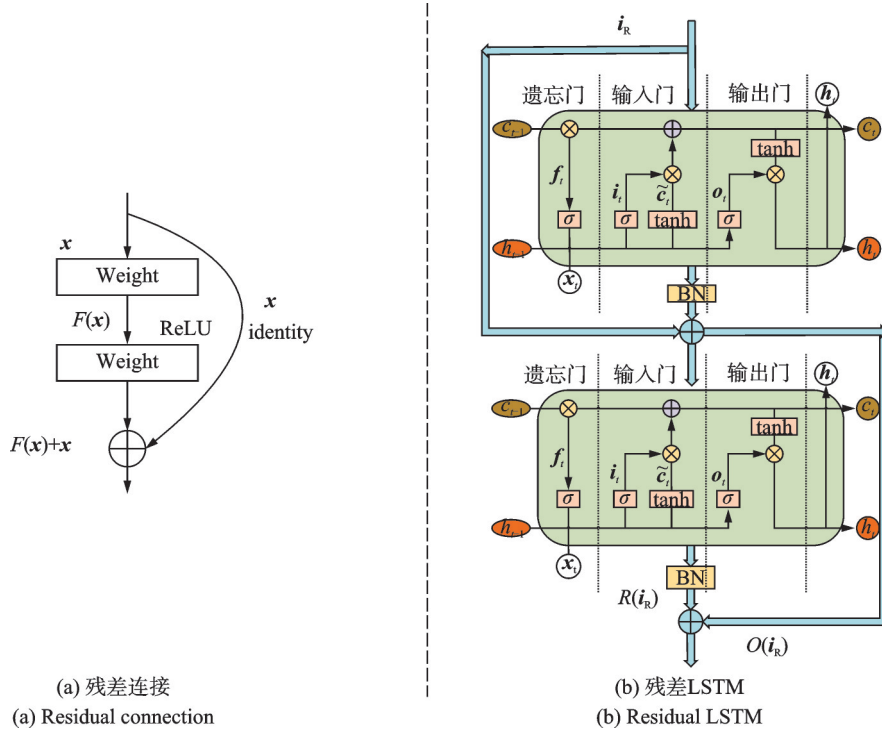 x
Weight
F(x)
ReLU
x
identity
Weight
F(x)+x
(a) 残差连接
(a) Residual connection
i_R
遗忘门
输入门
输出门
h_t
c_{t-1}
c_t
tanh
f_t
i_t
c̃_t
o_t
σ
σ
tanh
σ
h_{t-1}
h_t
x_t
BN
遗忘门
输入门
输出门
h_t
c_{t-1}
c_t
tanh
f_t
i_t
c̃_t
o_t
σ
σ
tanh
σ
h_{t-1}
h_t
x_t
BN
R(i_R)
O(i_R)
(b) 残差LSTM
(b) Residual LSTM